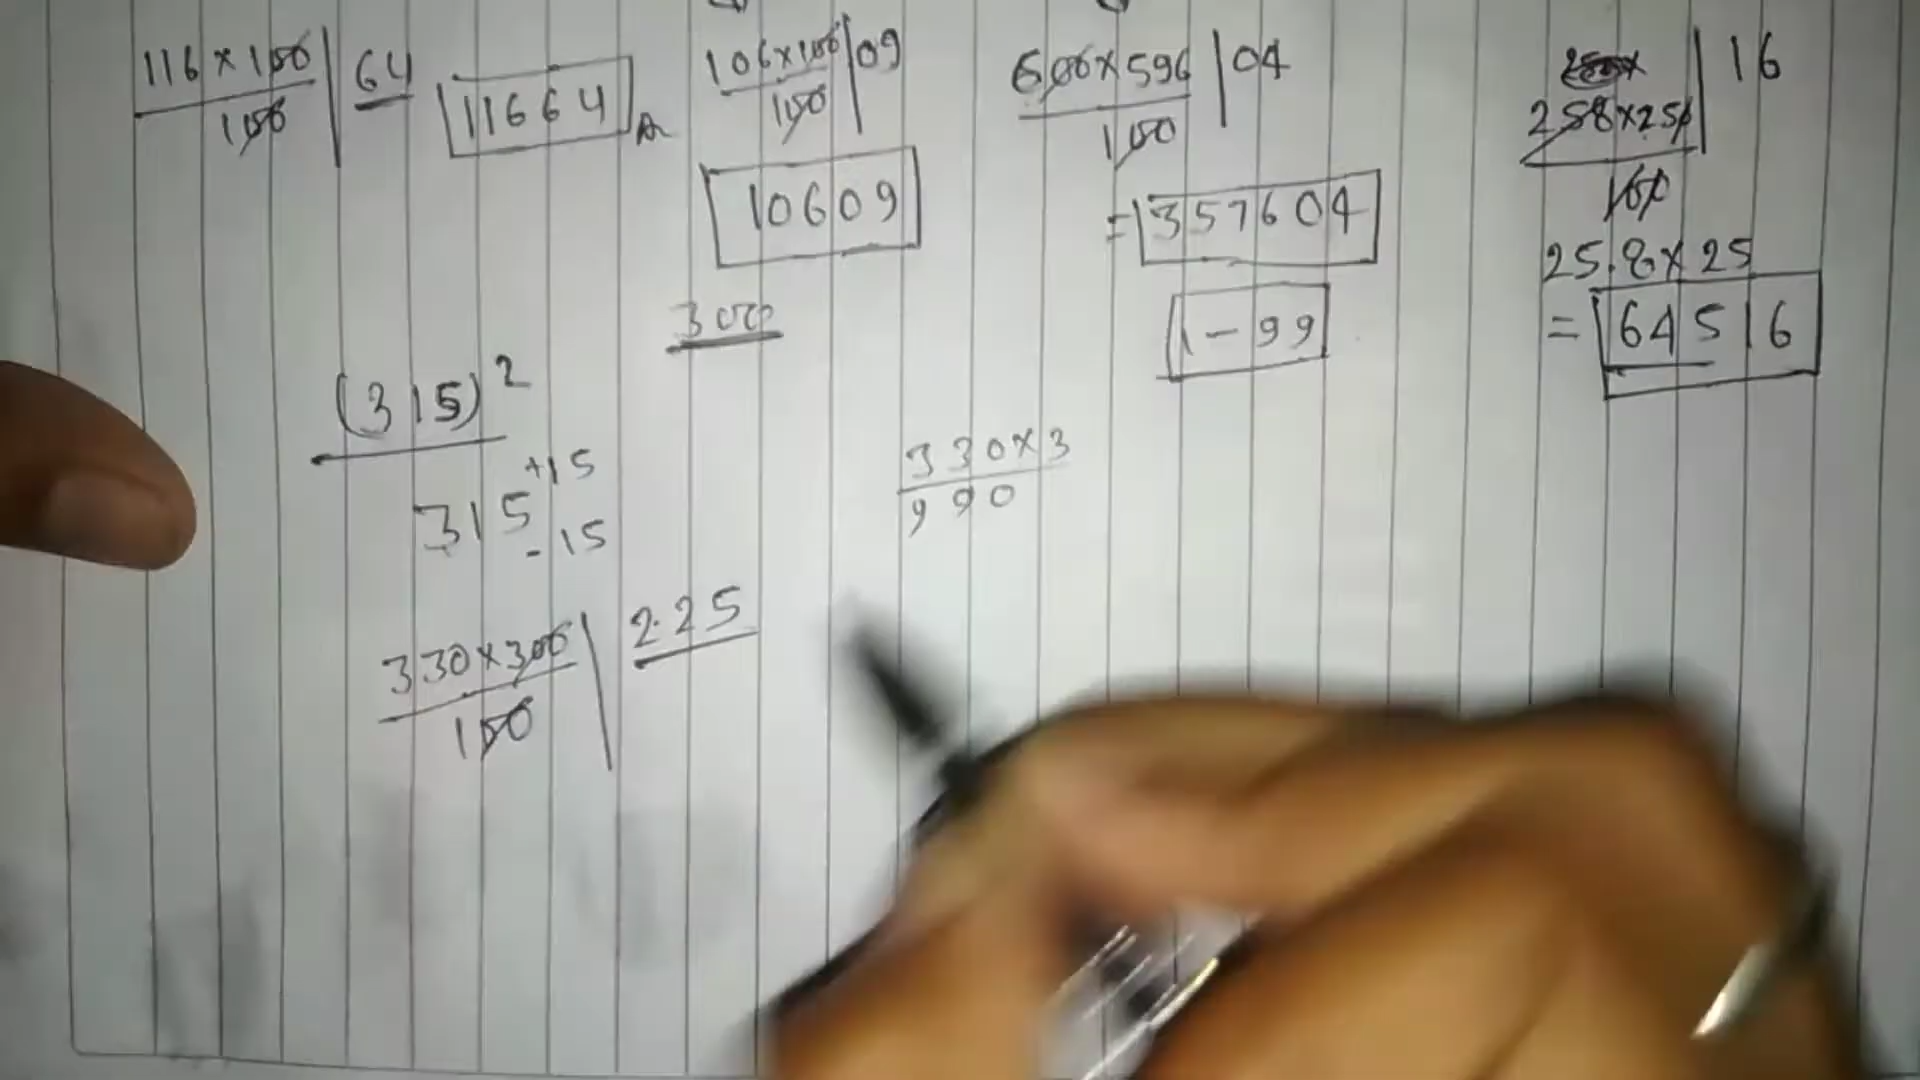 116 x 100 | 64
100
11664 A
106 x 100 | 09
100
10609
600 x 596 | 04
100
= 357604
1 - 99
| 16
258 x 250
100
25.8 x 25
= 64516
300
(315)²
315 +15
-15
330 x 3
990
330 x 300 | 2.25
100